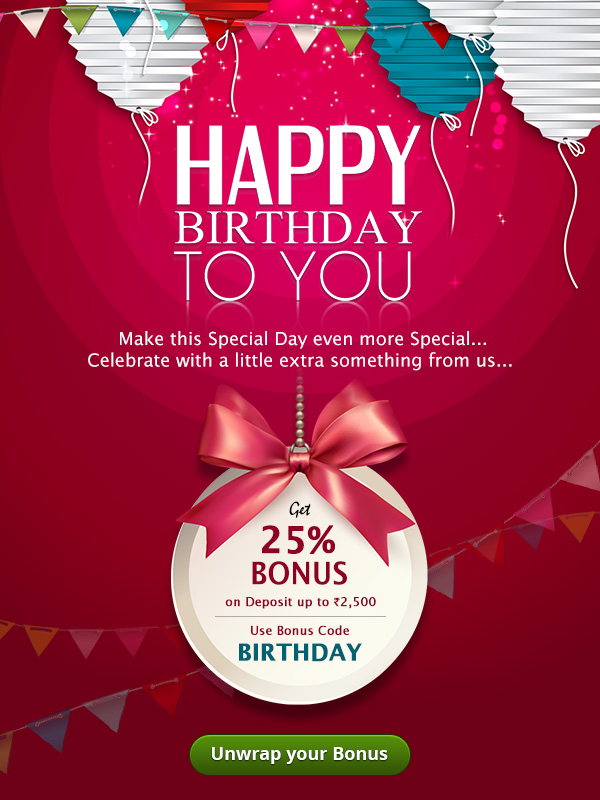 HAPPY
BIRTHDAY
TO YOU
Make this Special Day even more Special...
Celebrate with a little extra something from us...
Get
25%
BONUS
on Deposit up to ₹2,500
Use Bonus Code
BIRTHDAY
Unwrap your Bonus